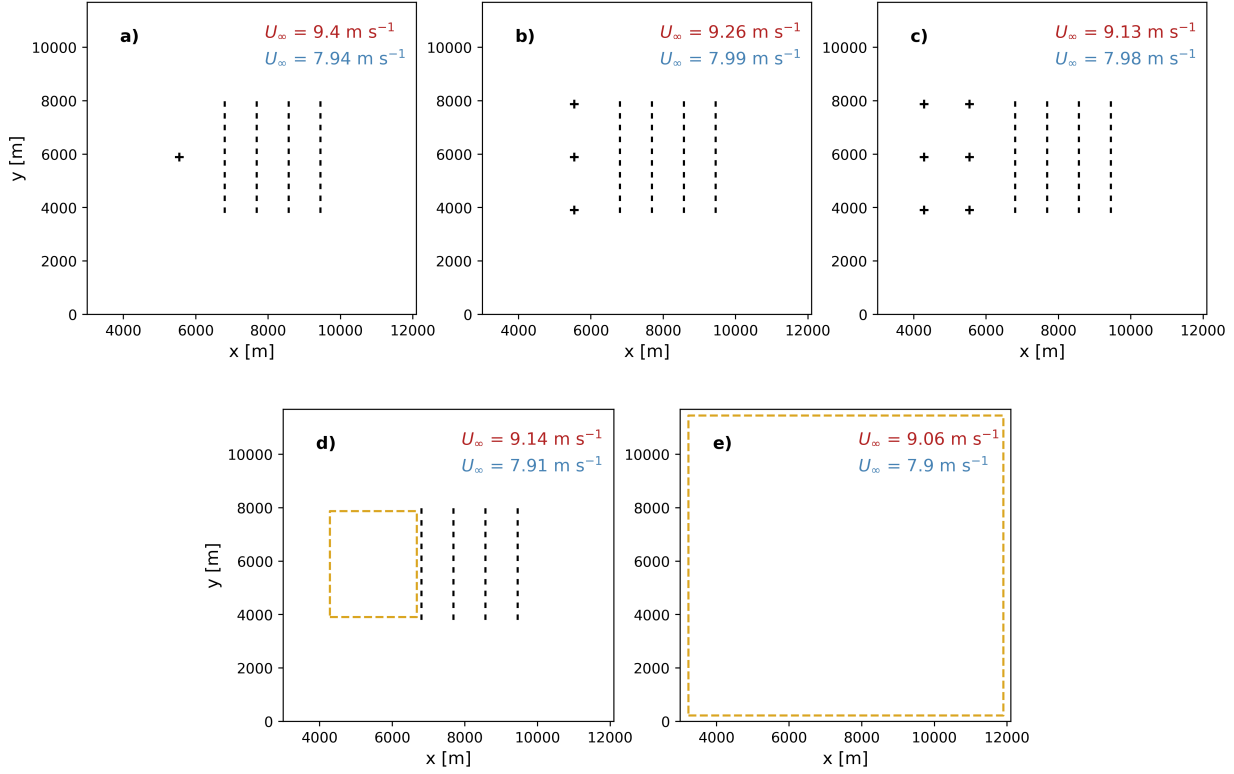 a)
U∞ = 9.4 m s⁻¹
U∞ = 7.94 m s⁻¹
10000
8000
6000
4000
2000
0
y [m]
4000 6000 8000 10000 12000
x [m]
b)
U∞ = 9.26 m s⁻¹
U∞ = 7.99 m s⁻¹
10000
8000
6000
4000
2000
0
4000 6000 8000 10000 12000
x [m]
c)
U∞ = 9.13 m s⁻¹
U∞ = 7.98 m s⁻¹
10000
8000
6000
4000
2000
0
4000 6000 8000 10000 12000
x [m]
d)
U∞ = 9.14 m s⁻¹
U∞ = 7.91 m s⁻¹
10000
8000
6000
4000
2000
0
y [m]
4000 6000 8000 10000 12000
x [m]
e)
U∞ = 9.06 m s⁻¹
U∞ = 7.9 m s⁻¹
10000
8000
6000
4000
2000
0
4000 6000 8000 10000 12000
x [m]